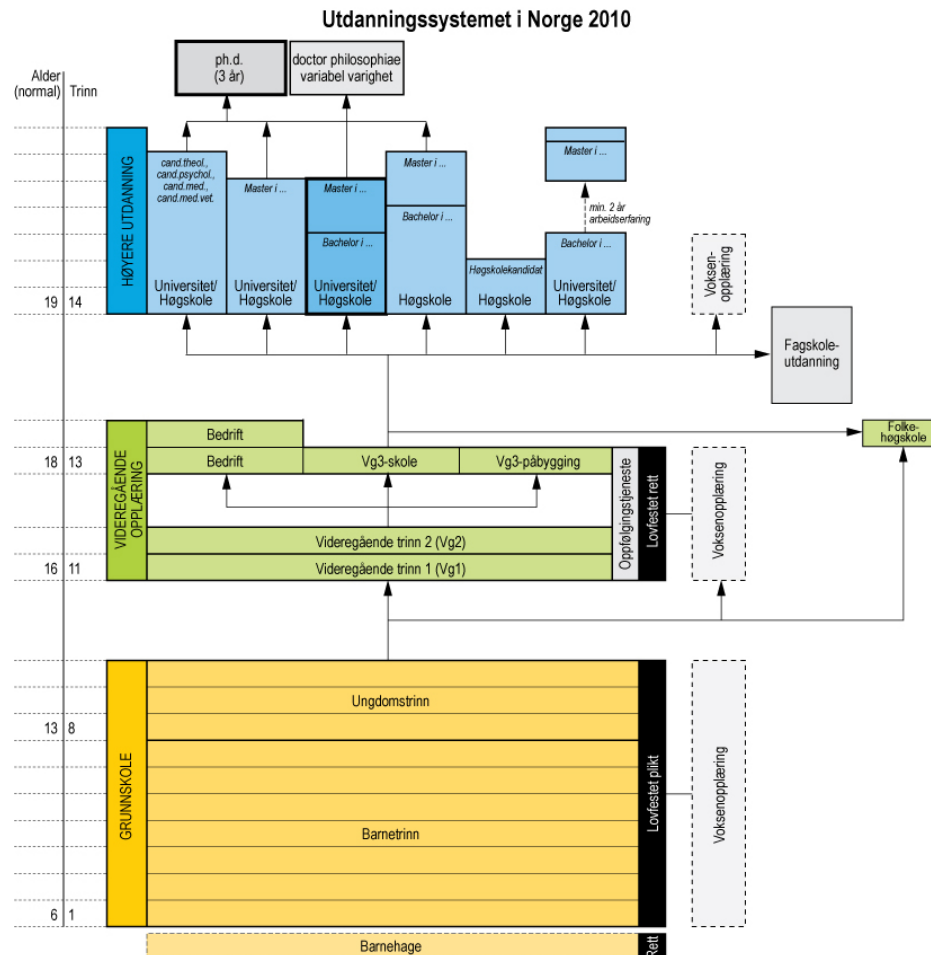 Utdanningssystemet i Norge 2010
Alder
(normal)
Trinn
ph.d.
(3 år)
doctor philosophiae
variabel varighet
HØYERE UTDANNING
cand.theol.,
cand.psychol.,
cand.med.,
cand.med.vet.
Universitet/
Høgskole
Master i ...
Universitet/
Høgskole
Master i ...
Bachelor i ...
Universitet/
Høgskole
Master i ...
Bachelor i ...
Høgskole
Høgskolekandidat
Høgskole
Master i ...
min. 2 år
arbeidserfaring
Bachelor i ...
Universitet/
Høgskole
Voksen-
opplæring
19 14
Fagskole-
utdanning
VIDEREGÅENDE
OPPLÆRING
Bedrift
Folke-
høgskole
18 13
Bedrift
Vg3-skole
Vg3-påbygging
Videregående trinn 2 (Vg2)
16 11
Videregående trinn 1 (Vg1)
Oppfølgingstjeneste
Lovfestet rett
Voksenopplæring
GRUNNSKOLE
Ungdomstrinn
13 8
Barnetrinn
6 1
Lovfestet plikt
Voksenopplæring
Barnehage
Rett